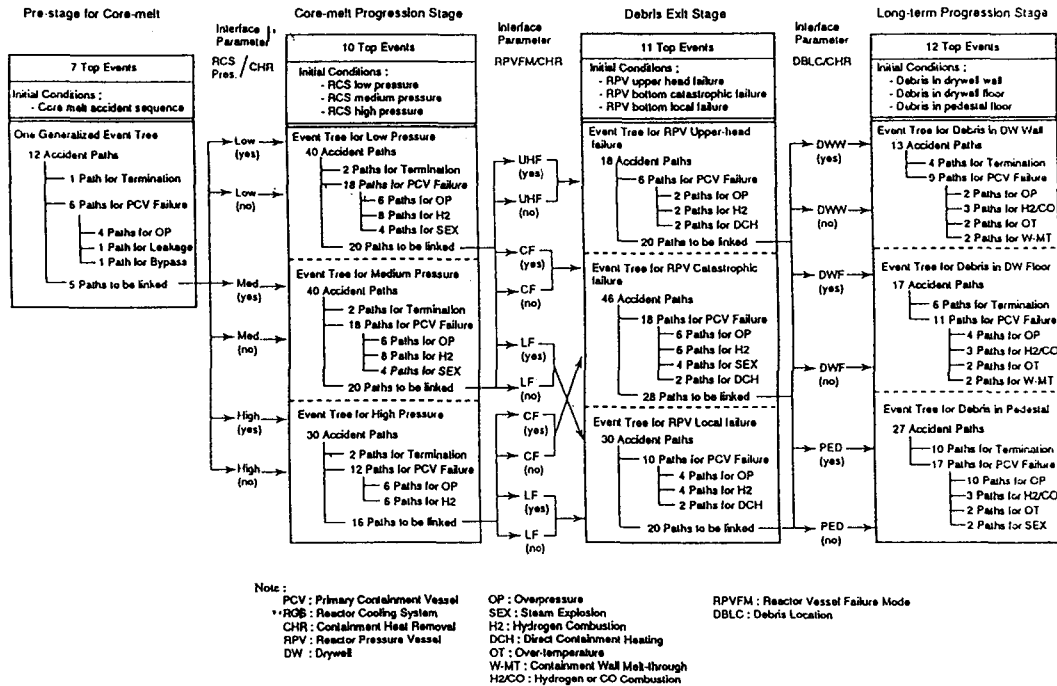 Pre-stage for Core-melt
Core-melt Progression Stage
Debris Exit Stage
Long-term Progression Stage
7 Top Events
Initial Conditions :
- Core melt accident sequence
One Generalized Event Tree
12 Accident Paths
1 Path for Termination
6 Paths for PCV Failure
4 Paths for OP
1 Path for Leakage
1 Path for Bypass
5 Paths to be linked
Interface
Parameter
RCS
Pres. / CHR
Low
(yes)
Low
(no)
Med.
(yes)
Med.
(no)
High
(yes)
High
(no)
10 Top Events
Initial Conditions :
- RCS low pressure
- RCS medium pressure
- RCS high pressure
Event Tree for Low Pressure
40 Accident Paths
2 Paths for Termination
18 Paths for PCV Failure
6 Paths for OP
8 Paths for H2
4 Paths for SEX
20 Paths to be linked
Event Tree for Medium Pressure
40 Accident Paths
2 Paths for Termination
18 Paths for PCV Failure
6 Paths for OP
8 Paths for H2
4 Paths for SEX
20 Paths to be linked
Event Tree for High Pressure
30 Accident Paths
2 Paths for Termination
12 Paths for PCV Failure
6 Paths for OP
6 Paths for H2
16 Paths to be linked
Interface
Parameter
RPVFM/CHR
UHF
(yes)
UHF
(no)
CF
(yes)
CF
(no)
LF
(yes)
LF
(no)
CF
(yes)
CF
(no)
LF
(yes)
LF
(no)
11 Top Events
Initial Conditions :
- RPV upper head failure
- RPV bottom catastrophic failure
- RPV bottom local failure
Event Tree for RPV Upper-head
failure
18 Accident Paths
6 Paths for PCV Failure
2 Paths for OP
2 Paths for H2
2 Paths for DCH
20 Paths to be linked
Event Tree for RPV Catastrophic
failure
46 Accident Paths
18 Paths for PCV Failure
6 Paths for OP
6 Paths for H2
4 Paths for SEX
2 Paths for DCH
28 Paths to be linked
Event Tree for RPV Local failure
30 Accident Paths
10 Paths for PCV Failure
4 Paths for OP
4 Paths for H2
2 Paths for DCH
20 Paths to be linked
Interface
Parameter
DBLC/CHR
DWW
(yes)
DWW
(no)
DWF
(yes)
DWF
(no)
PED
(yes)
PED
(no)
12 Top Events
Initial Conditions :
- Debris in drywell wall
- Debris in drywell floor
- Debris in pedestal floor
Event Tree for Debris in DW Wall
13 Accident Paths
4 Paths for Termination
9 Paths for PCV Failure
2 Paths for OP
3 Paths for H2/CO
2 Paths for OT
2 Paths for W-MT
Event Tree for Debris in DW Floor
17 Accident Paths
6 Paths for Termination
11 Paths for PCV Failure
4 Paths for OP
3 Paths for H2/CO
2 Paths for OT
2 Paths for W-MT
Event Tree for Debris in Pedestal
27 Accident Paths
10 Paths for Termination
17 Paths for PCV Failure
10 Paths for OP
3 Paths for H2/CO
2 Paths for OT
2 Paths for SEX
Note :
PCV : Primary Containment Vessel
RCS : Reactor Cooling System
CHR : Containment Heat Removal
RPV : Reactor Pressure Vessel
DW : Drywell
OP : Overpressure
SEX : Steam Explosion
H2 : Hydrogen Combustion
DCH : Direct Containment Heating
OT : Over-temperature
W-MT : Containment Wall Melt-through
H2/CO : Hydrogen or CO Combustion
RPVFM : Reactor Vessel Failure Mode
DBLC : Debris Location